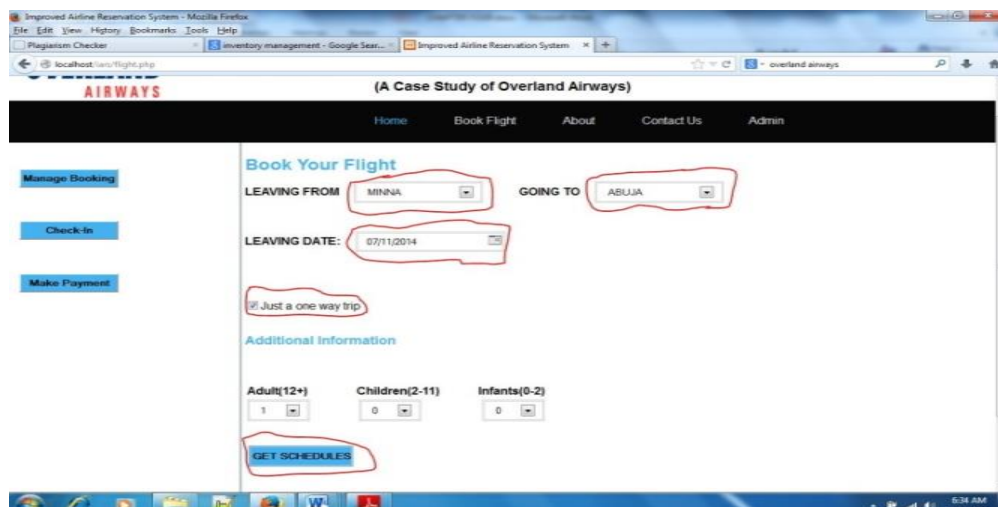 Improved Airline Reservation System - Mozilla Firefox
File Edit View History Bookmarks Tools Help
Plagiarism Checker
inventory management - Google Sear...
Improved Airline Reservation System
localhost/iars/flight.php
overland airways
OVERLAND
AIRWAYS
(A Case Study of Overland Airways)
Home Book Flight About Contact Us Admin
Manage Booking
Check-In
Make Payment
Book Your Flight
LEAVING FROM MINNA GOING TO ABUJA
LEAVING DATE: 07/11/2014
Just a one way trip
Additional Information
Adult(12+) Children(2-11) Infants(0-2)
1 0 0
GET SCHEDULES
6:34 AM